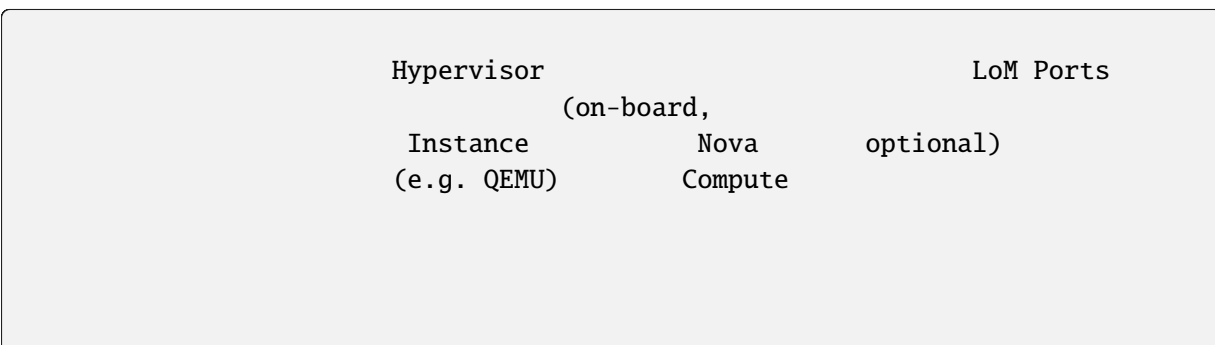 Hypervisor LoM Ports
(on-board,
Instance Nova optional)
(e.g. QEMU) Compute